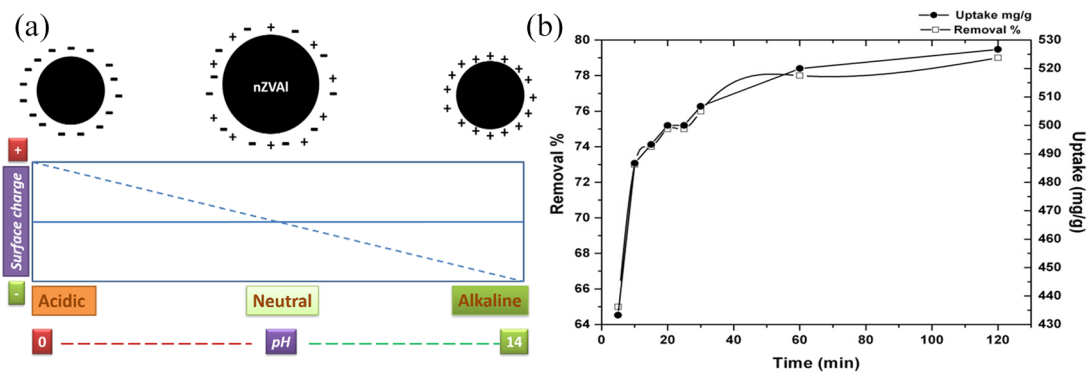 (a)
nZVAl
+
Surface charge
-
Acidic
Neutral
Alkaline
0
pH
14
(b)
Uptake mg/g
Removal %
80
78
76
74
72
70
68
66
64
Removal %
530
520
510
500
490
480
470
460
450
440
430
Uptake (mg/g)
0 20 40 60 80 100 120
Time (min)